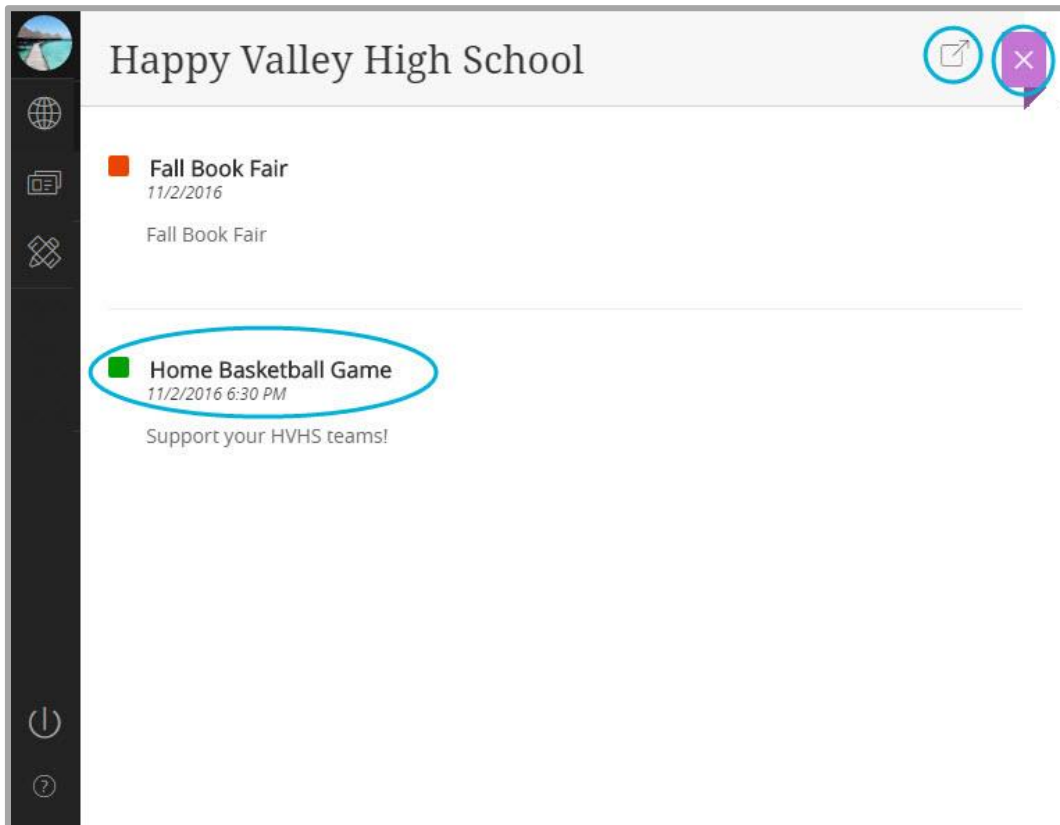 Happy Valley High School
Fall Book Fair
11/2/2016
Fall Book Fair
Home Basketball Game
11/2/2016 6:30 PM
Support your HVHS teams!